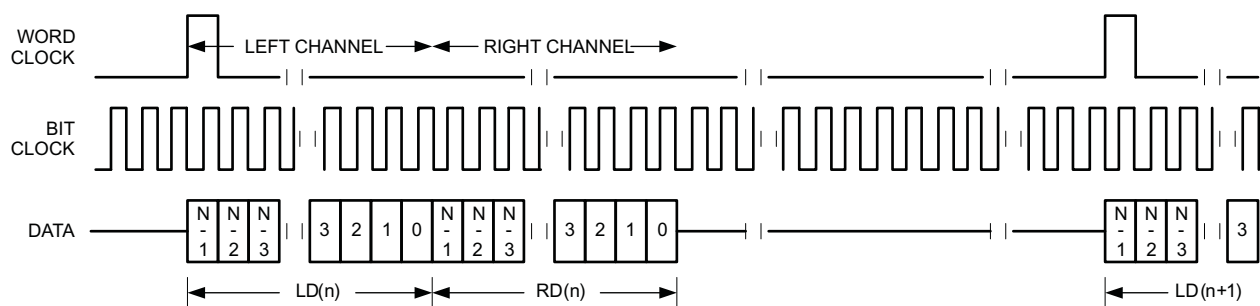 WORD
CLOCK
LEFT CHANNEL
RIGHT CHANNEL
BIT
CLOCK
DATA
N
-
1
N
-
2
N
-
3
3 2 1 0
N
-
1
N
-
2
N
-
3
3 2 1 0
N
-
1
N
-
2
N
-
3
3
LD(n)
RD(n)
LD(n+1)